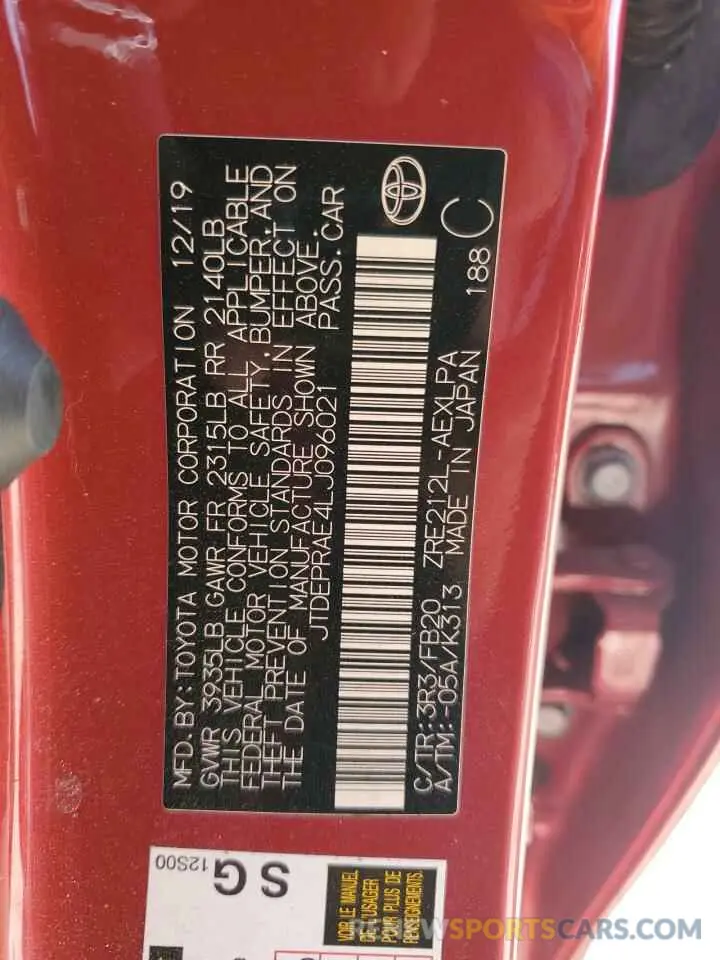 MFD. BY: TOYOTA MOTOR CORPORATION 12/19
GVWR 3935LB GAWR FR 2315LB RR 2140LB
THIS VEHICLE CONFORMS TO ALL APPLICABLE
FEDERAL MOTOR VEHICLE SAFETY, BUMPER, AND
THEFT PREVENTION STANDARDS IN EFFECT ON
THE DATE OF MANUFACTURE SHOWN ABOVE.
JTDEPRAE4LJ096021 PASS. CAR
C/TR:3R3/FB20 ZRE212L-AEXLPA
A/TM:-05A/K313 MADE IN JAPAN
188 C
SG
12S00
VOIR LE MANUEL
DE L'USAGER
POUR PLUS DE
RENSEIGNEMENTS.
RENEWSPORTSCARS.COM